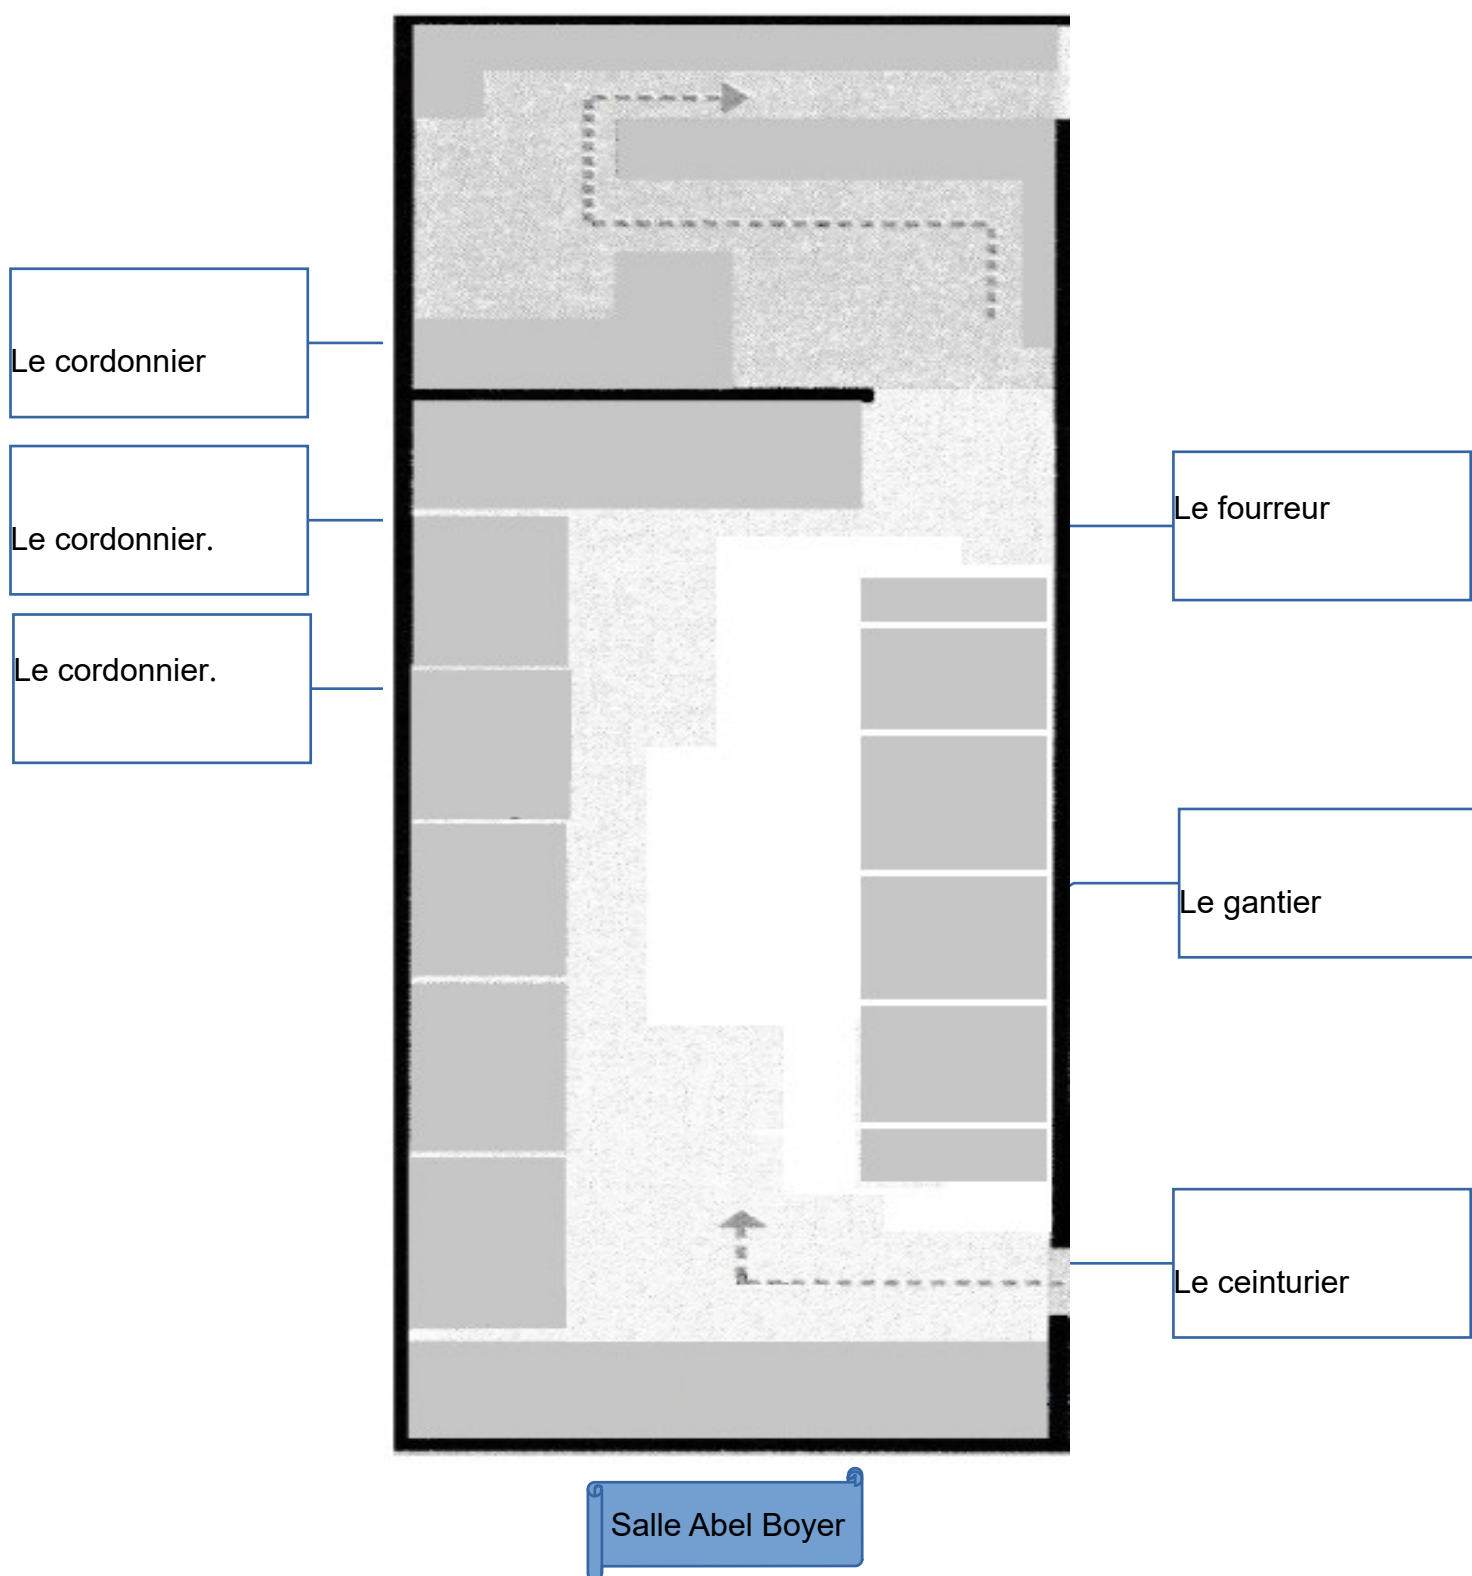 Le cordonnier
Le cordonnier.
Le cordonnier.
Le fourreur
Le gantier
Le ceinturier
Salle Abel Boyer